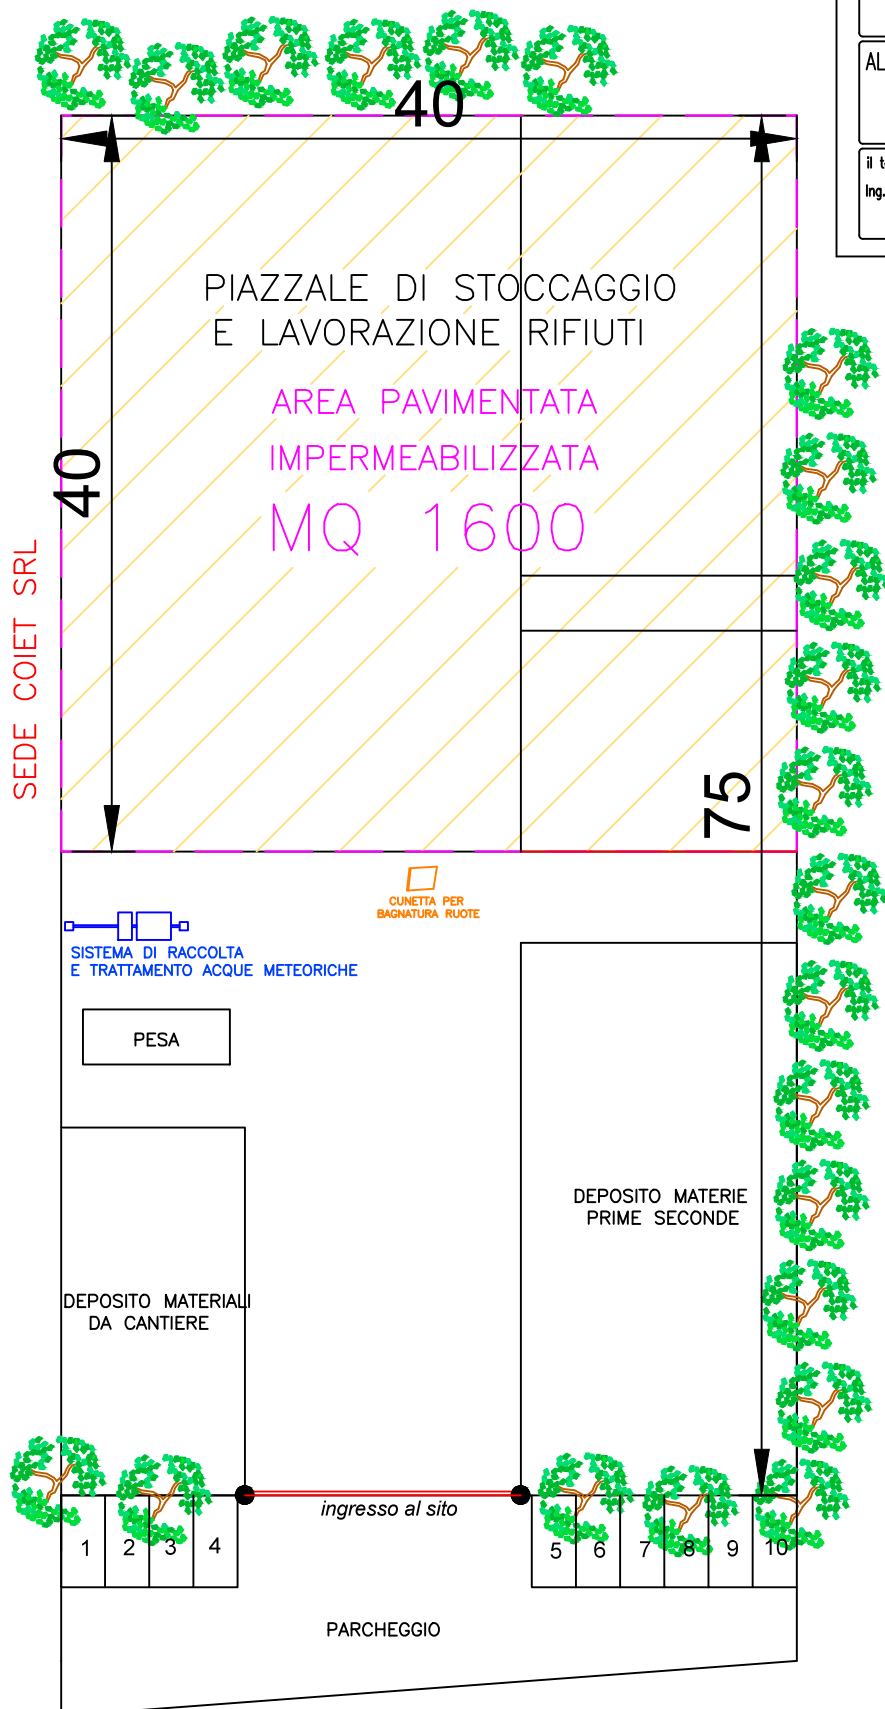 AL
il t
Ing.
40
PIAZZALE DI STOCCAGGIO
E LAVORAZIONE RIFIUTI
AREA PAVIMENTATA
IMPERMEABILIZZATA
MQ 1600
40
SEDE COIET SRL
75
CUNETTA PER
BAGNATURA RUOTE
SISTEMA DI RACCOLTA
E TRATTAMENTO ACQUE METEORICHE
PESA
DEPOSITO MATERIE
PRIME SECONDE
DEPOSITO MATERIALI
DA CANTIERE
ingresso al sito
1 2 3 4 5 6 7 8 9 10
PARCHEGGIO